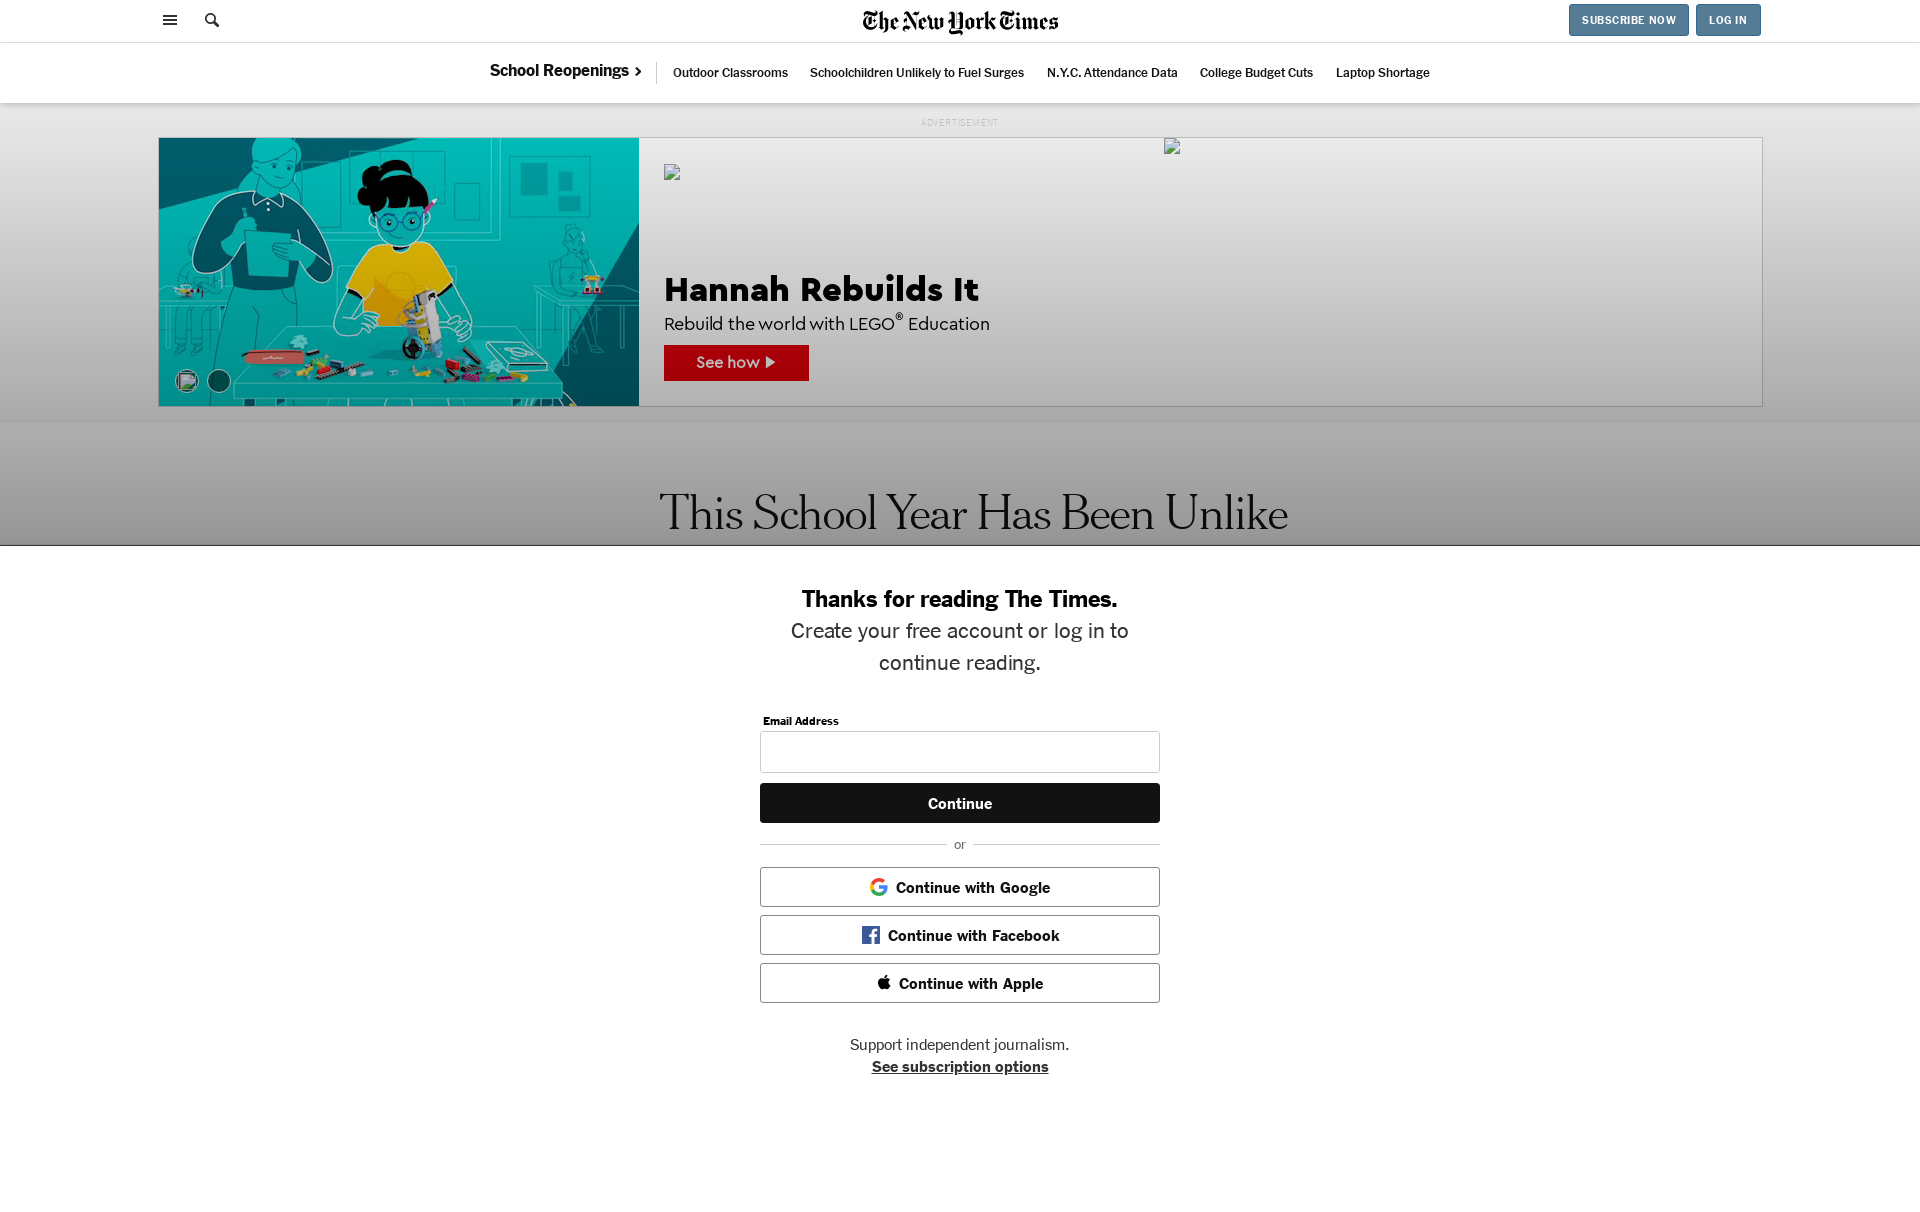 The New York Times
SUBSCRIBE NOW
LOG IN
School Reopenings
Outdoor Classrooms
Schoolchildren Unlikely to Fuel Surges
N.Y.C. Attendance Data
College Budget Cuts
Laptop Shortage
ADVERTISEMENT
Hannah Rebuilds It
Rebuild the world with LEGO® Education
See how
This School Year Has Been Unlike
Thanks for reading The Times.
Create your free account or log in to
continue reading.
Email Address
Continue
or
Continue with Google
Continue with Facebook
Continue with Apple
Support independent journalism.
See subscription options